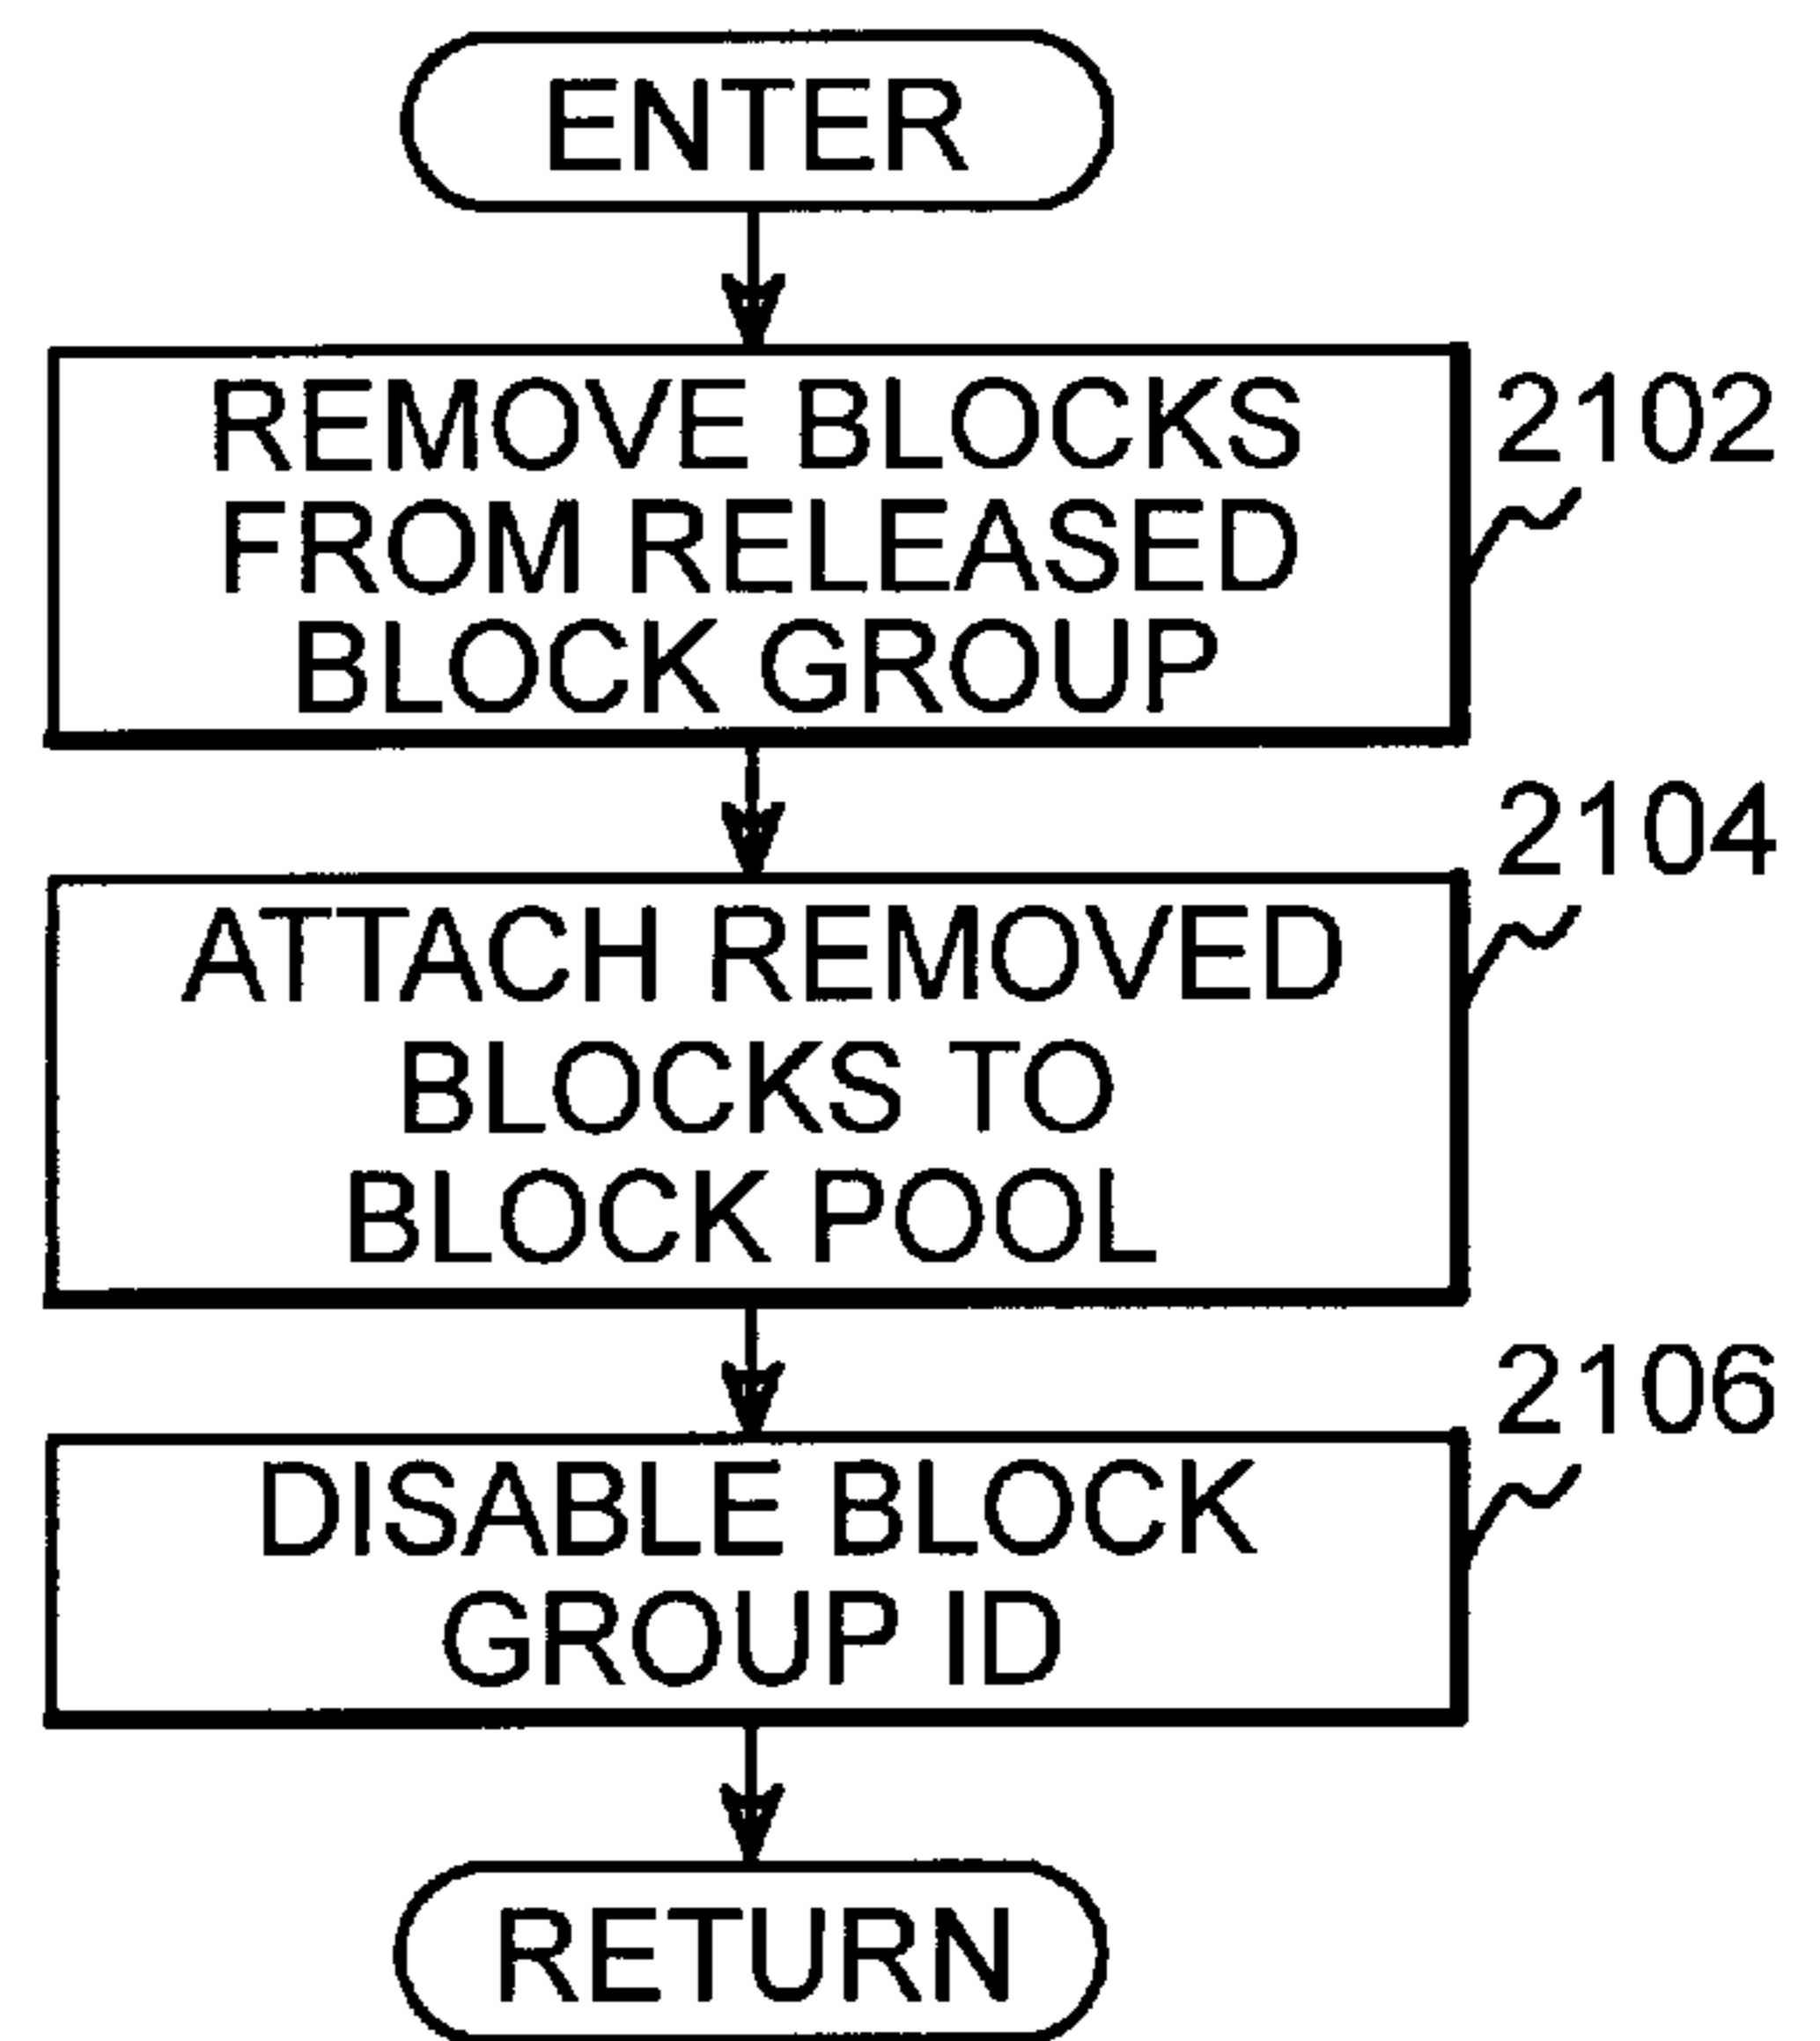 ENTER
REMOVE BLOCKS
FROM RELEASED
BLOCK GROUP
2102
ATTACH REMOVED
BLOCKS TO
BLOCK POOL
2104
DISABLE BLOCK
GROUP ID
2106
RETURN